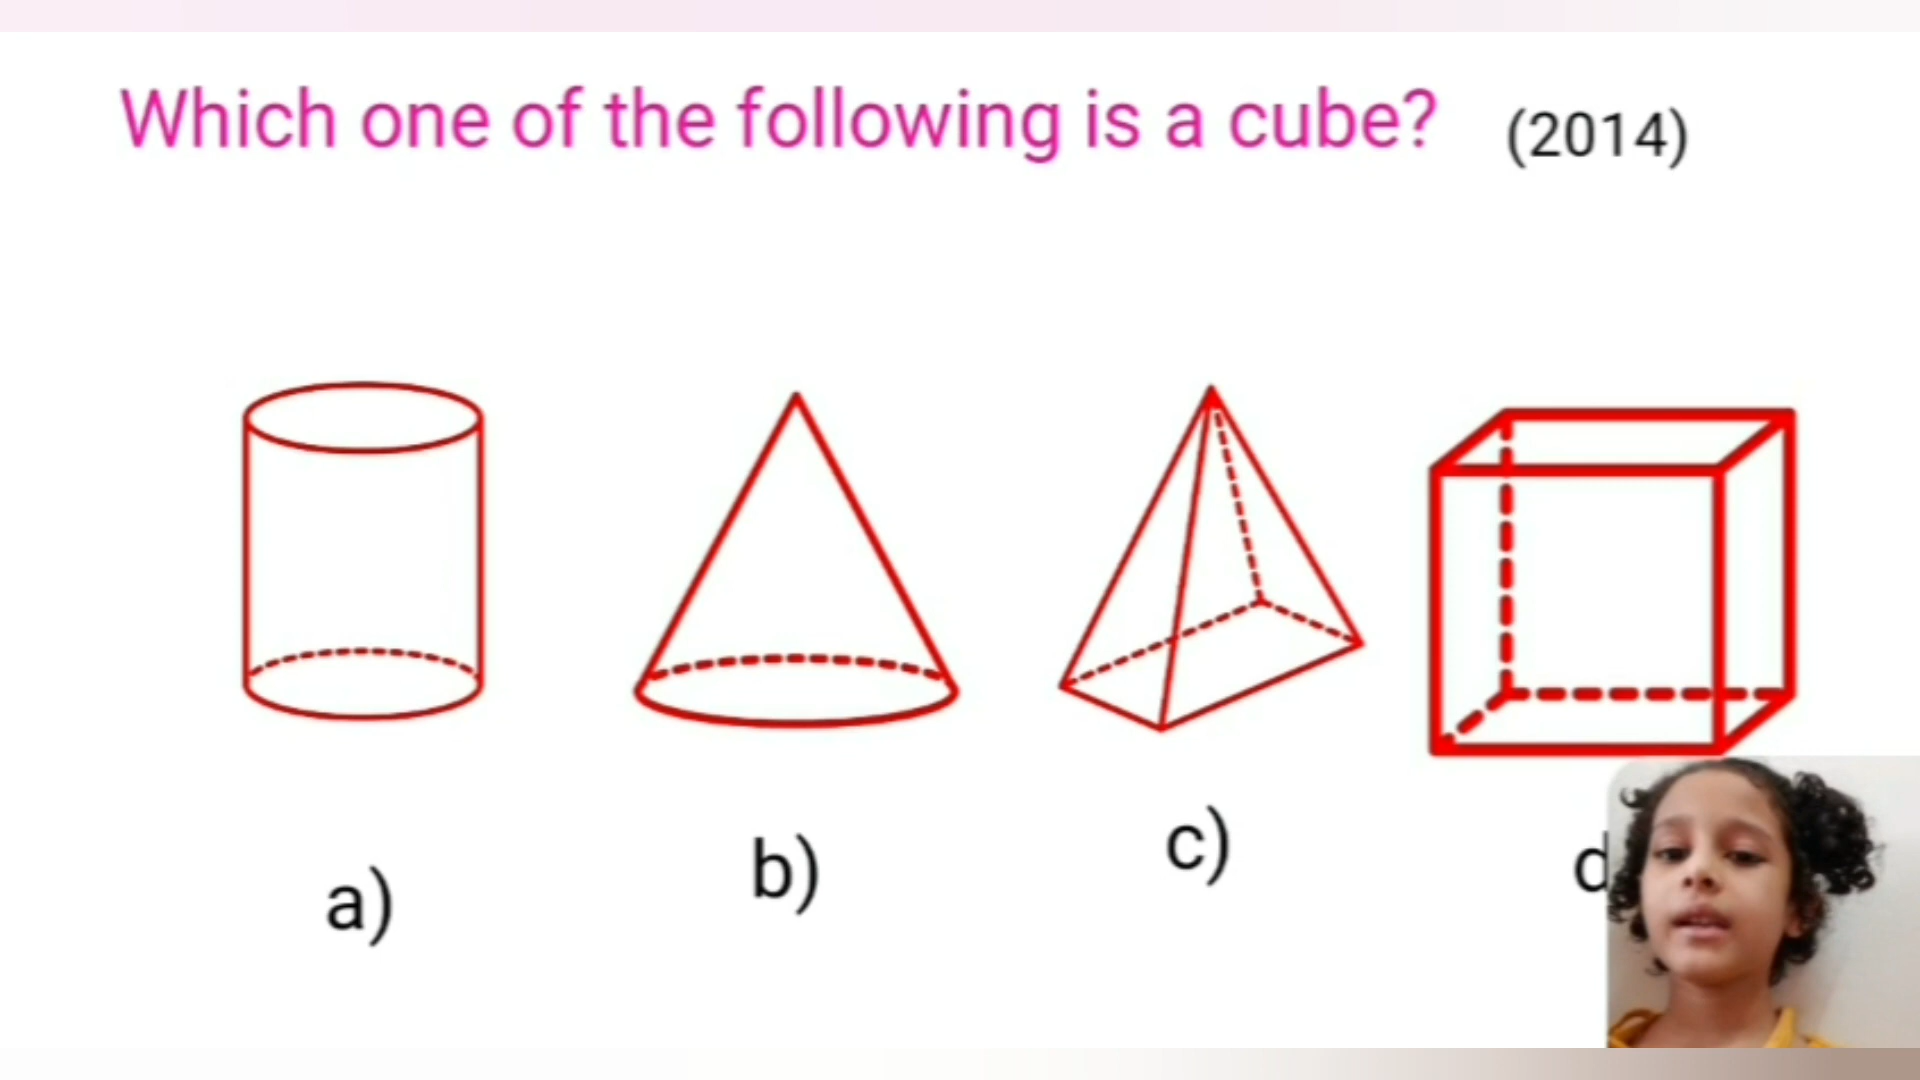 Which one of the following is a cube? (2014)
a) b) c) d